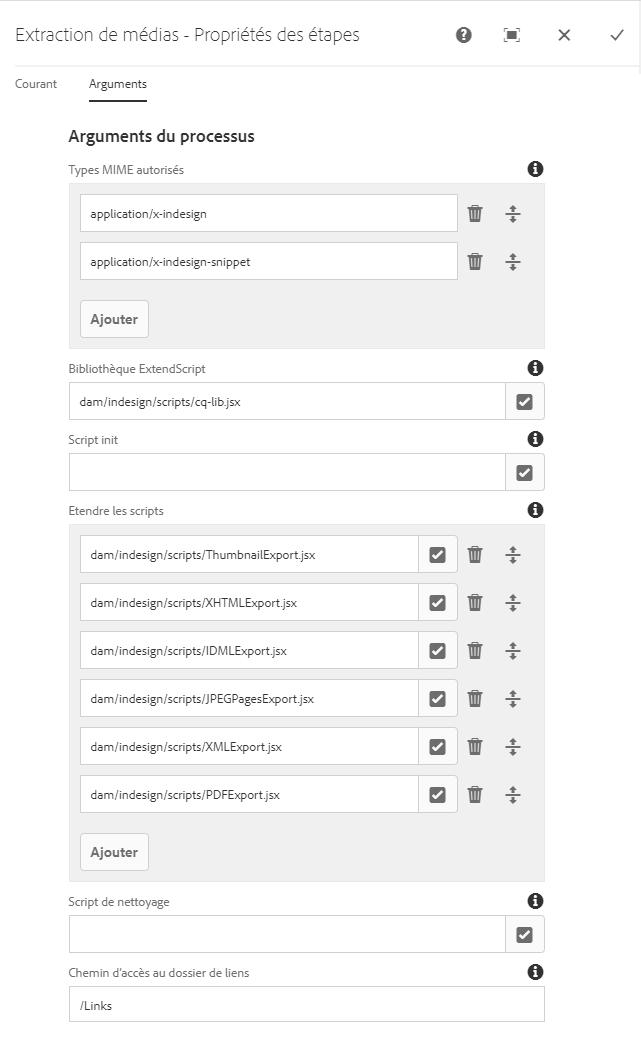 Extraction de médias - Propriétés des étapes
Courant
Arguments
Arguments du processus
Types MIME autorisés
application/x-indesign
application/x-indesign-snippet
Ajouter
Bibliothèque ExtendScript
dam/indesign/scripts/cq-lib.jsx
Script init
Etendre les scripts
dam/indesign/scripts/ThumbnailExport.jsx
dam/indesign/scripts/XHTMLExport.jsx
dam/indesign/scripts/IDMLExport.jsx
dam/indesign/scripts/JPEGPagesExport.jsx
dam/indesign/scripts/XMLExport.jsx
dam/indesign/scripts/PDFExport.jsx
Ajouter
Script de nettoyage
Chemin d'accès au dossier de liens
/Links